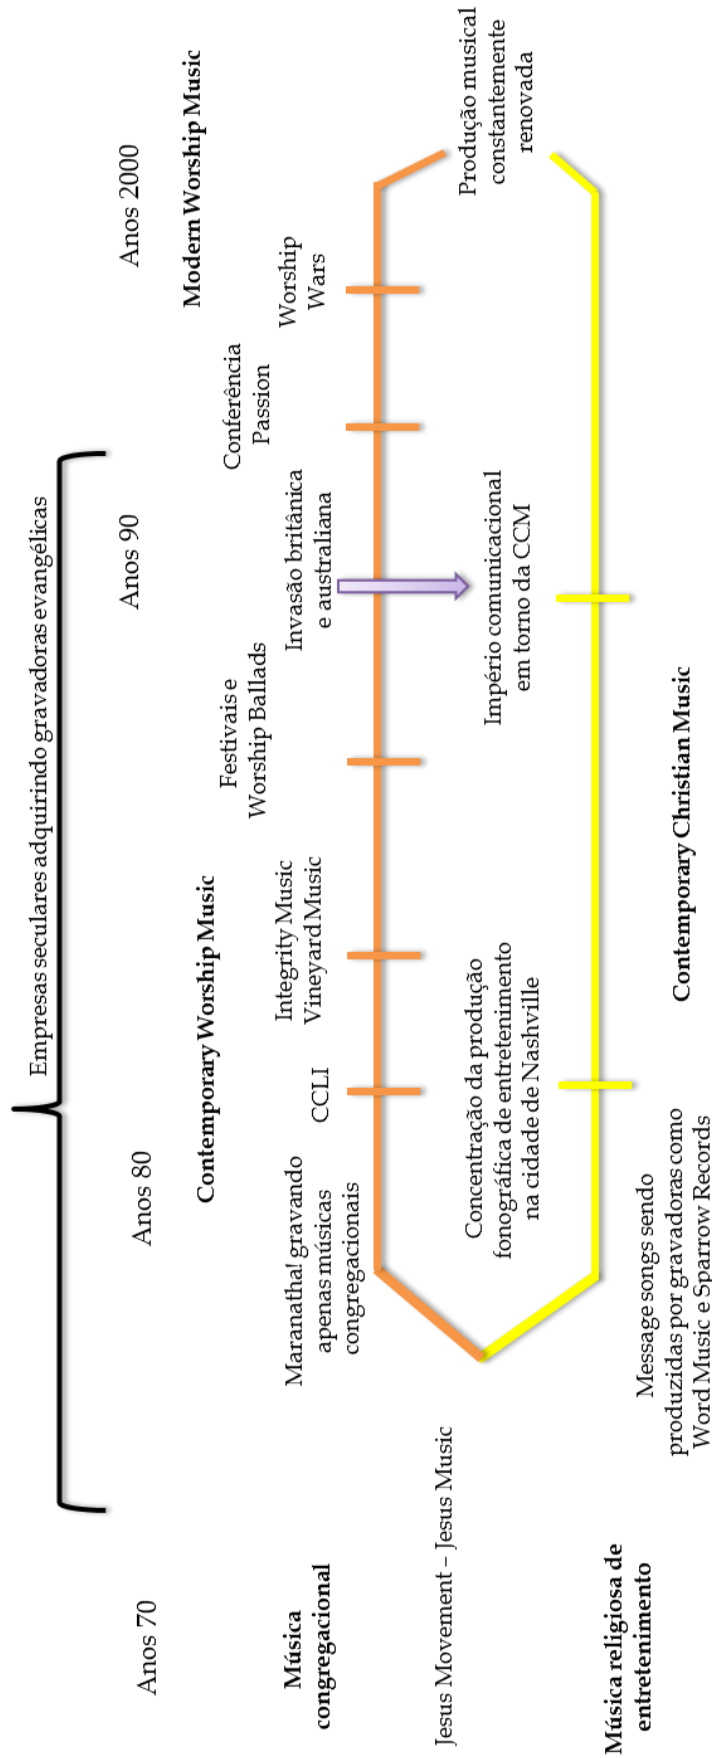 Empresas seculares adquirindo gravadoras evangélicas
Anos 70
Anos 80
Anos 90
Anos 2000
Contemporary Worship Music
Modern Worship Music
Música
congregacional
Maranatha! gravando
apenas músicas
congregacionais
CCLI
Integrity Music
Vineyard Music
Festivais e
Worship Ballads
Invasão britânica
e australiana
Conferência
Passion
Worship
Wars
Jesus Movement – Jesus Music
Concentração da produção
fonográfica de entretenimento
na cidade de Nashville
Império comunicacional
em torno da CCM
Produção musical
constantemente
renovada
Música religiosa de
entretenimento
Message songs sendo
produzidas por gravadoras como
Word Music e Sparrow Records
Contemporary Christian Music